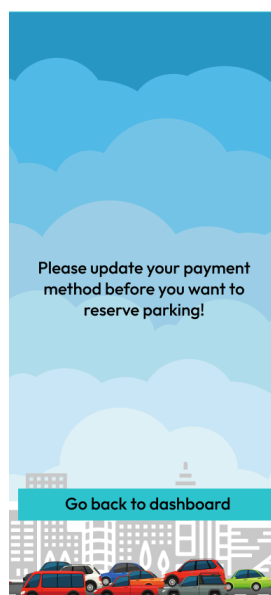 Please update your payment
method before you want to
reserve parking!
Go back to dashboard